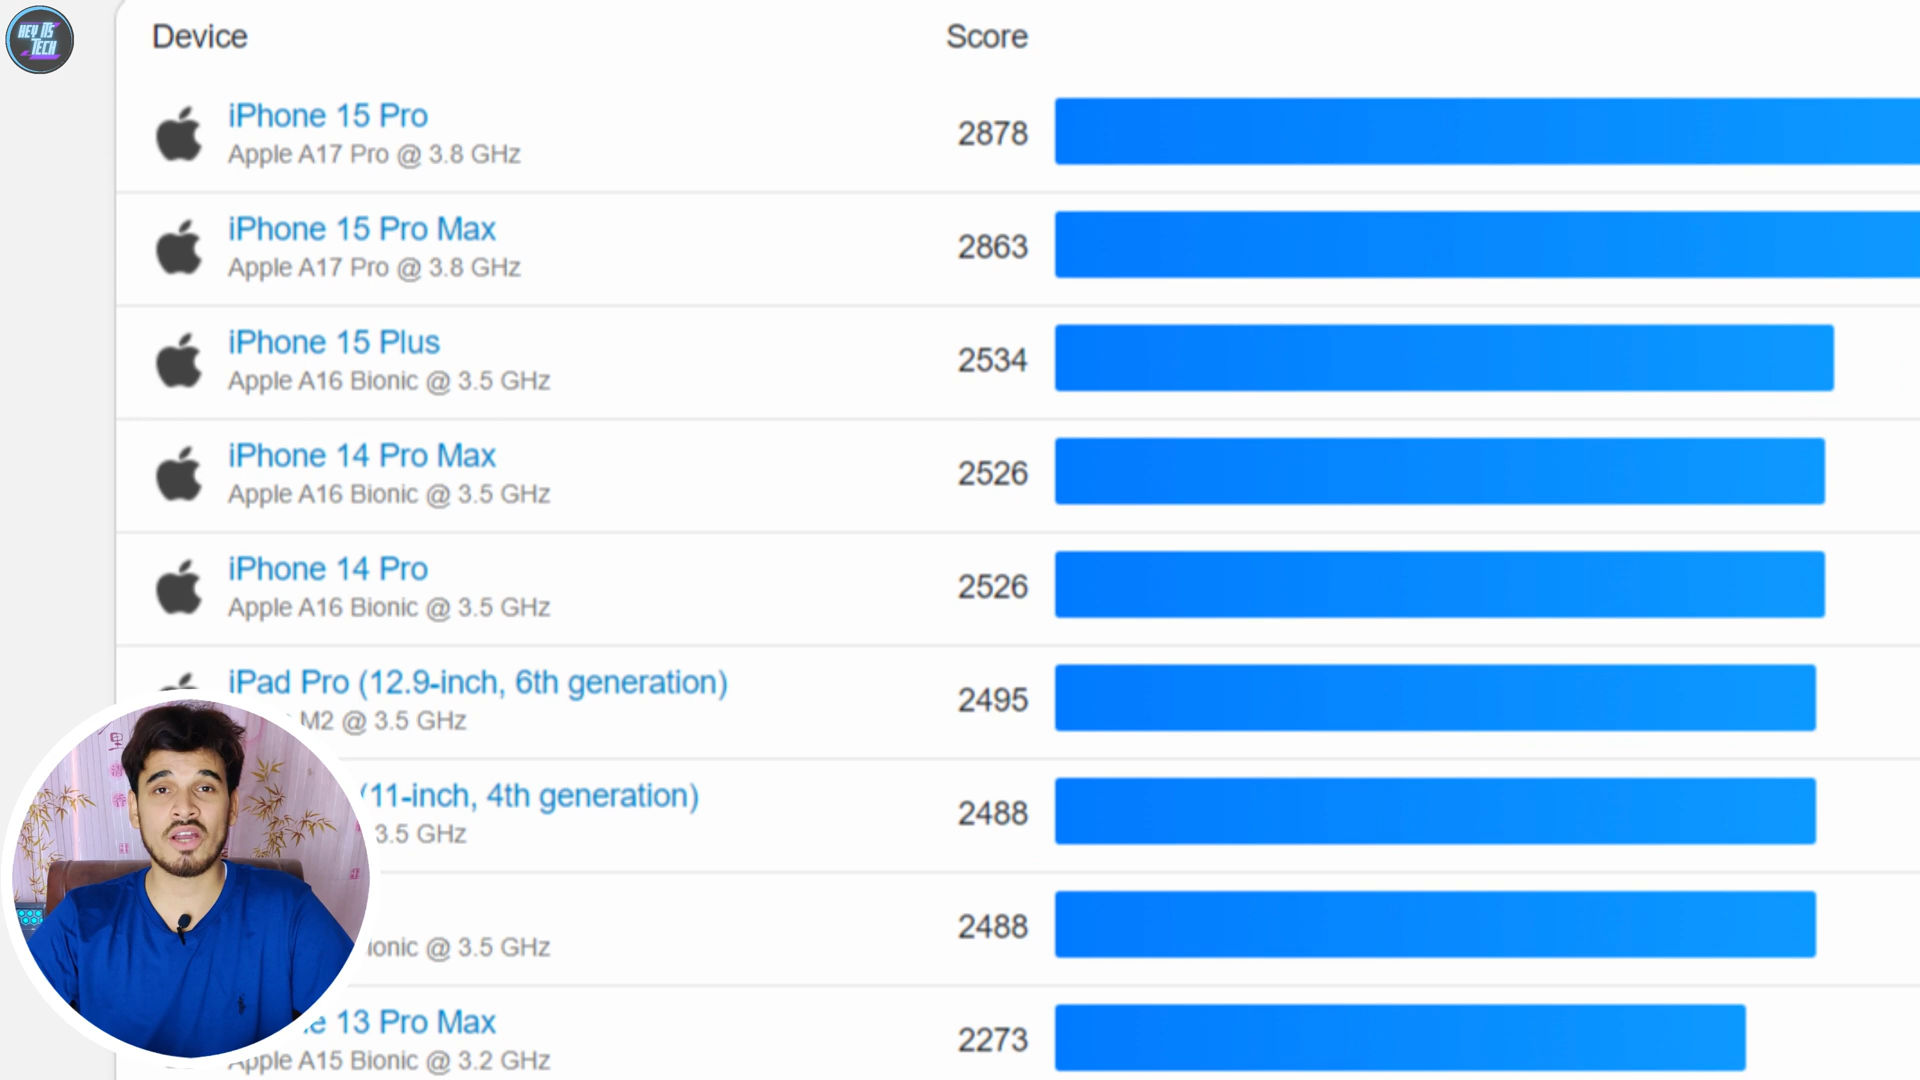 HEY ITS
TECH
Device Score
iPhone 15 Pro
Apple A17 Pro @ 3.8 GHz
2878
iPhone 15 Pro Max
Apple A17 Pro @ 3.8 GHz
2863
iPhone 15 Plus
Apple A16 Bionic @ 3.5 GHz
2534
iPhone 14 Pro Max
Apple A16 Bionic @ 3.5 GHz
2526
iPhone 14 Pro
Apple A16 Bionic @ 3.5 GHz
2526
iPad Pro (12.9-inch, 6th generation)
M2 @ 3.5 GHz
2495
(11-inch, 4th generation)
3.5 GHz
2488
ionic @ 3.5 GHz
2488
e 13 Pro Max
Apple A15 Bionic @ 3.2 GHz
2273